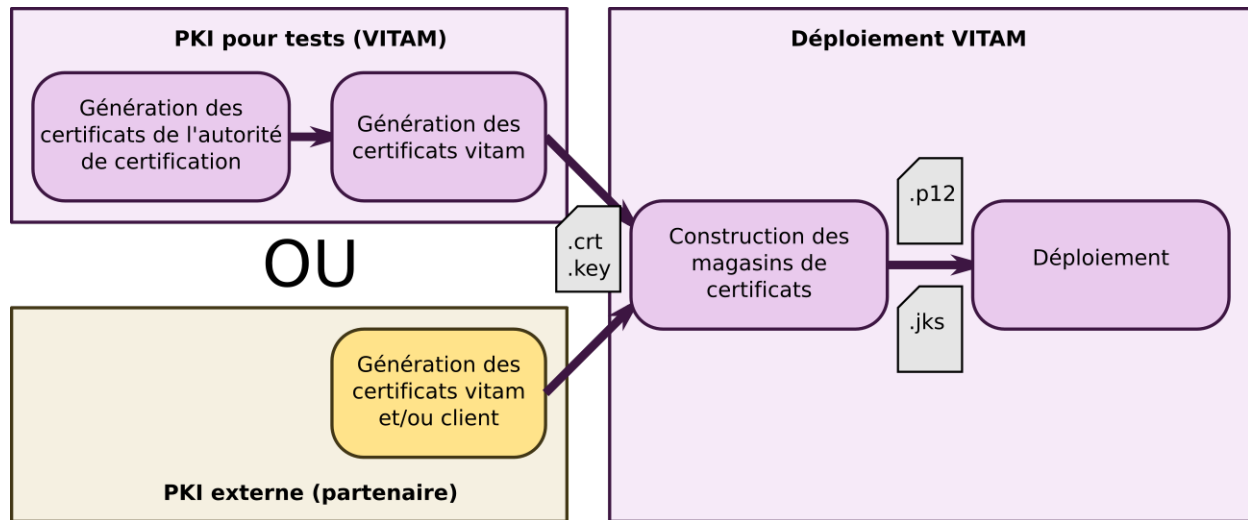 PKI pour tests (VITAM)
Génération des
certificats de l'autorité
de certification
Génération des
certificats vitam
OU
Génération des
certificats vitam
et/ou client
PKI externe (partenaire)
.crt
.key
Déploiement VITAM
Construction des
magasins de
certificats
.p12
.jks
Déploiement